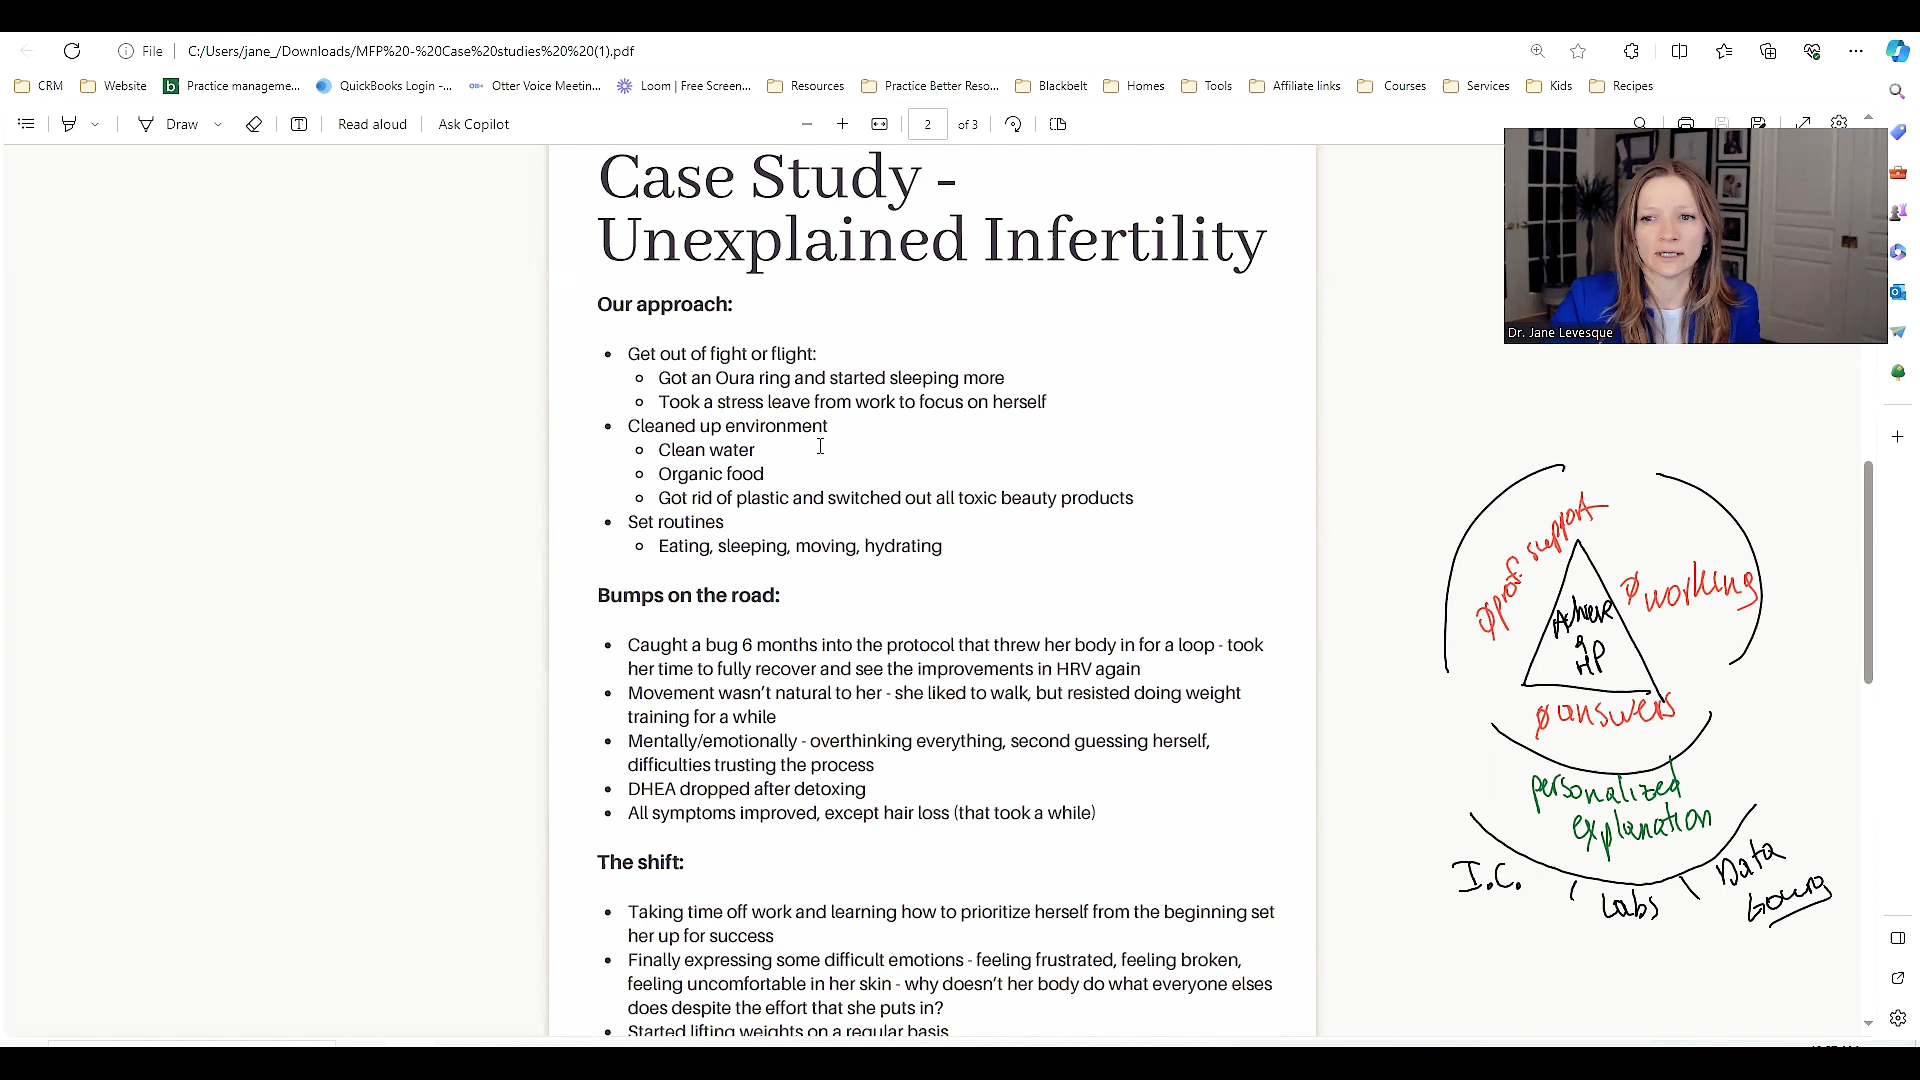 File
C:/Users/jane_/Downloads/MFP%20-%20Case%20studies%20%20(1).pdf
CRM
Website
Practice manageme...
QuickBooks Login -...
Otter Voice Meetin...
Loom | Free Screen...
Resources
Practice Better Reso...
Blackbelt
Homes
Tools
Affiliate links
Courses
Services
Kids
Recipes
Draw
Read aloud
Ask Copilot
2
of 3
Case Study -
Unexplained Infertility
Our approach:
• Get out of fight or flight:
Got an Oura ring and started sleeping more
Took a stress leave from work to focus on herself
• Cleaned up environment
Clean water
Organic food
Got rid of plastic and switched out all toxic beauty products
• Set routines
Eating, sleeping, moving, hydrating
Bumps on the road:
• Caught a bug 6 months into the protocol that threw her body in for a loop - took
her time to fully recover and see the improvements in HRV again
• Movement wasn't natural to her - she liked to walk, but resisted doing weight
training for a while
• Mentally/emotionally - overthinking everything, second guessing herself,
difficulties trusting the process
• DHEA dropped after detoxing
• All symptoms improved, except hair loss (that took a while)
The shift:
• Taking time off work and learning how to prioritize herself from the beginning set
her up for success
• Finally expressing some difficult emotions - feeling frustrated, feeling broken,
feeling uncomfortable in her skin - why doesn't her body do what everyone elses
does despite the effort that she puts in?
• Started lifting weights on a regular basis
Dr. Jane Levesque
Ø prof. support
Ø working
Achieve
a
HP
Ø answers
personalized
explanation
I.C.
Labs
Data